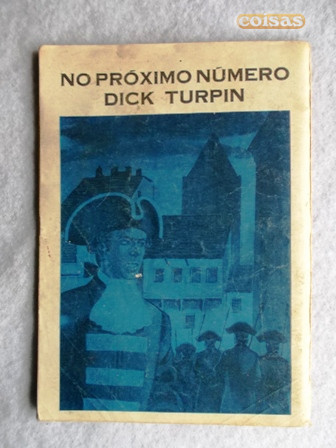 coisas
NO PRÓXIMO NÚMERO
DICK TURPIN